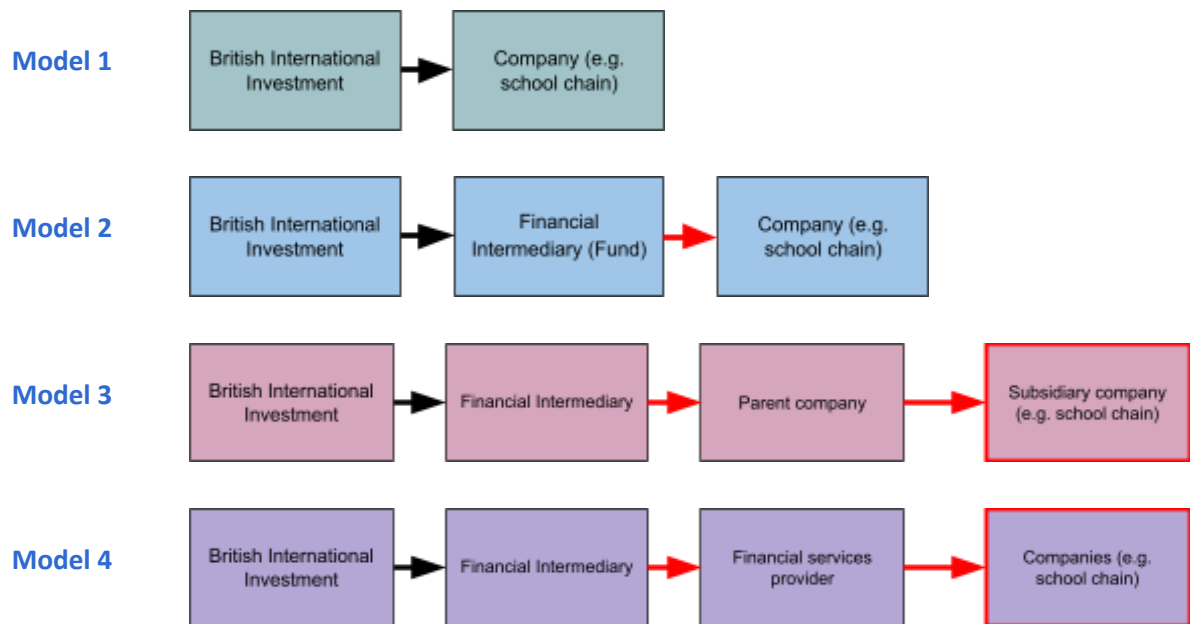 Model 1
British International
Investment
Company (e.g.
school chain)
Model 2
British International
Investment
Financial
Intermediary (Fund)
Company (e.g.
school chain)
Model 3
British International
Investment
Financial Intermediary
Parent company
Subsidiary company
(e.g. school chain)
Model 4
British International
Investment
Financial Intermediary
Financial services
provider
Companies (e.g.
school chain)